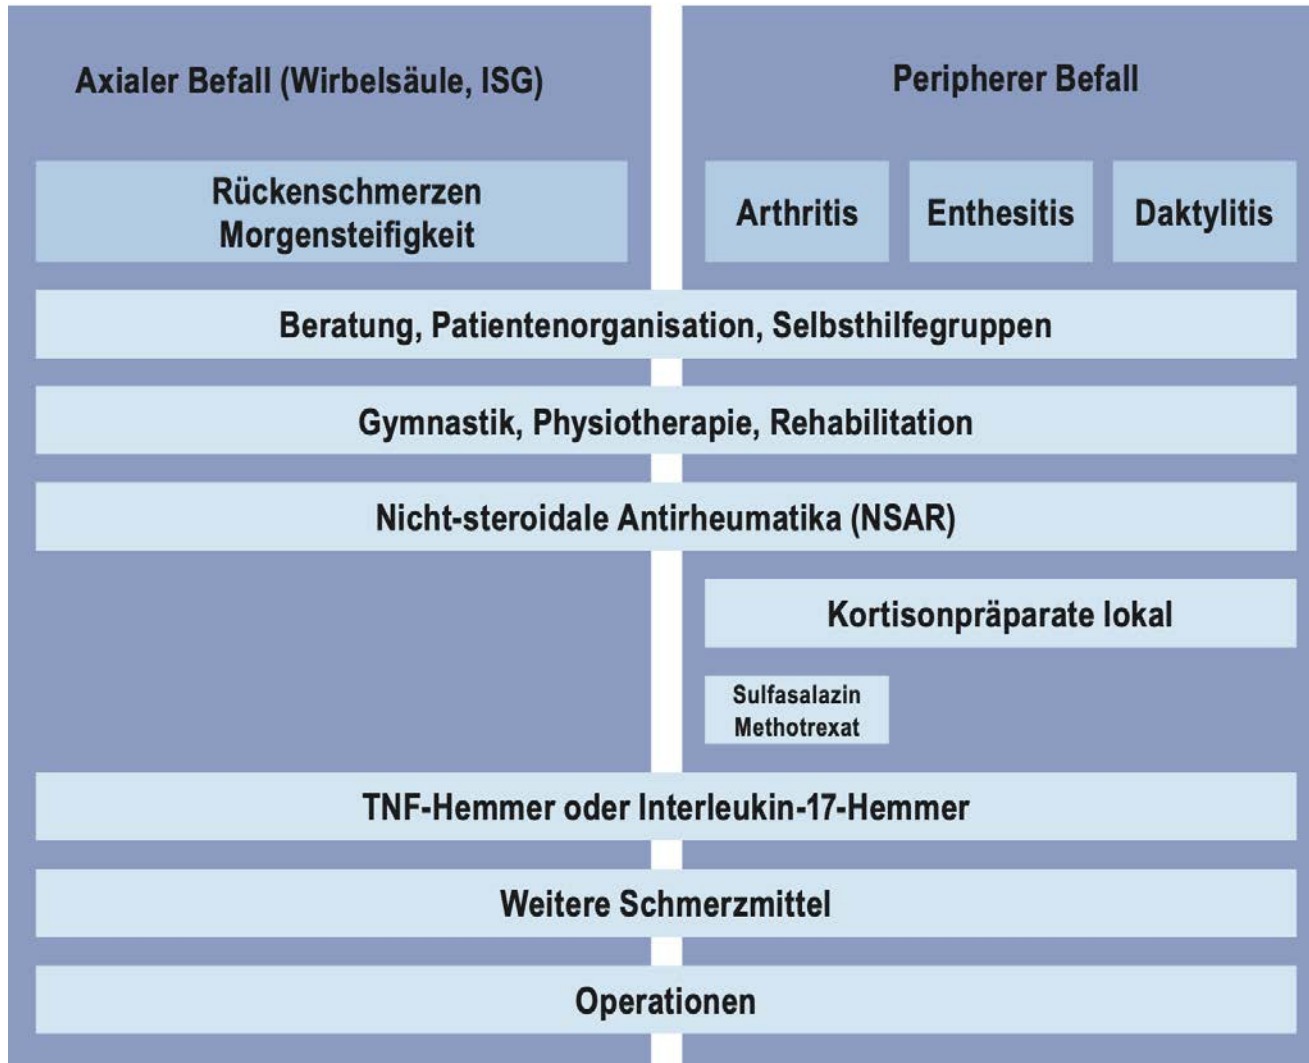 Axialer Befall (Wirbelsäule, ISG)
Peripherer Befall
Rückenschmerzen
Morgensteifigkeit
Arthritis
Enthesitis
Daktylitis
Beratung, Patientenorganisation, Selbsthilfegruppen
Gymnastik, Physiotherapie, Rehabilitation
Nicht-steroidale Antirheumatika (NSAR)
Kortisonpräparate lokal
Sulfasalazin
Methotrexat
TNF-Hemmer oder Interleukin-17-Hemmer
Weitere Schmerzmittel
Operationen